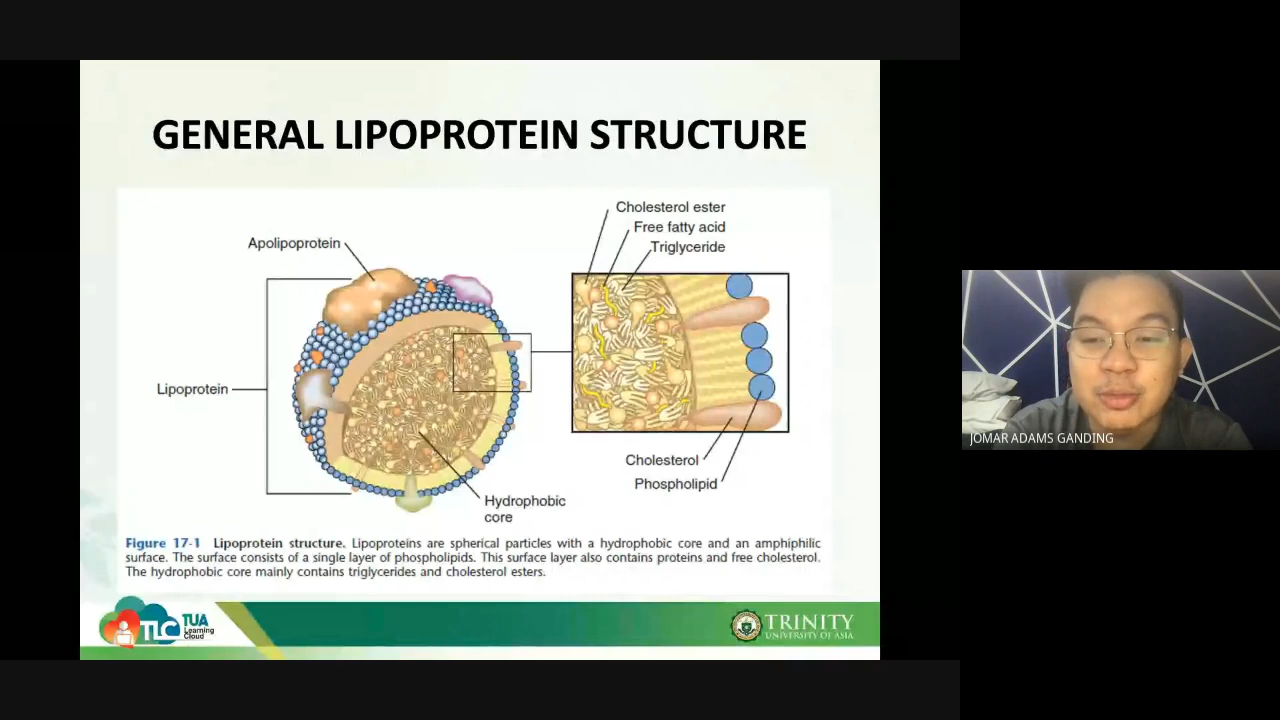 GENERAL LIPOPROTEIN STRUCTURE
Cholesterol ester
Free fatty acid
Triglyceride
Apolipoprotein
Lipoprotein
Cholesterol
Phospholipid
Hydrophobic
core
Figure 17-1 Lipoprotein structure. Lipoproteins are spherical particles with a hydrophobic core and an amphiphilic
surface. The surface consists of a single layer of phospholipids. This surface layer also contains proteins and free cholesterol.
The hydrophobic core mainly contains triglycerides and cholesterol esters.
TLC
TUA
Learning
Cloud
TRINITY
UNIVERSITY OF ASIA
JOMAR ADAMS GANDING